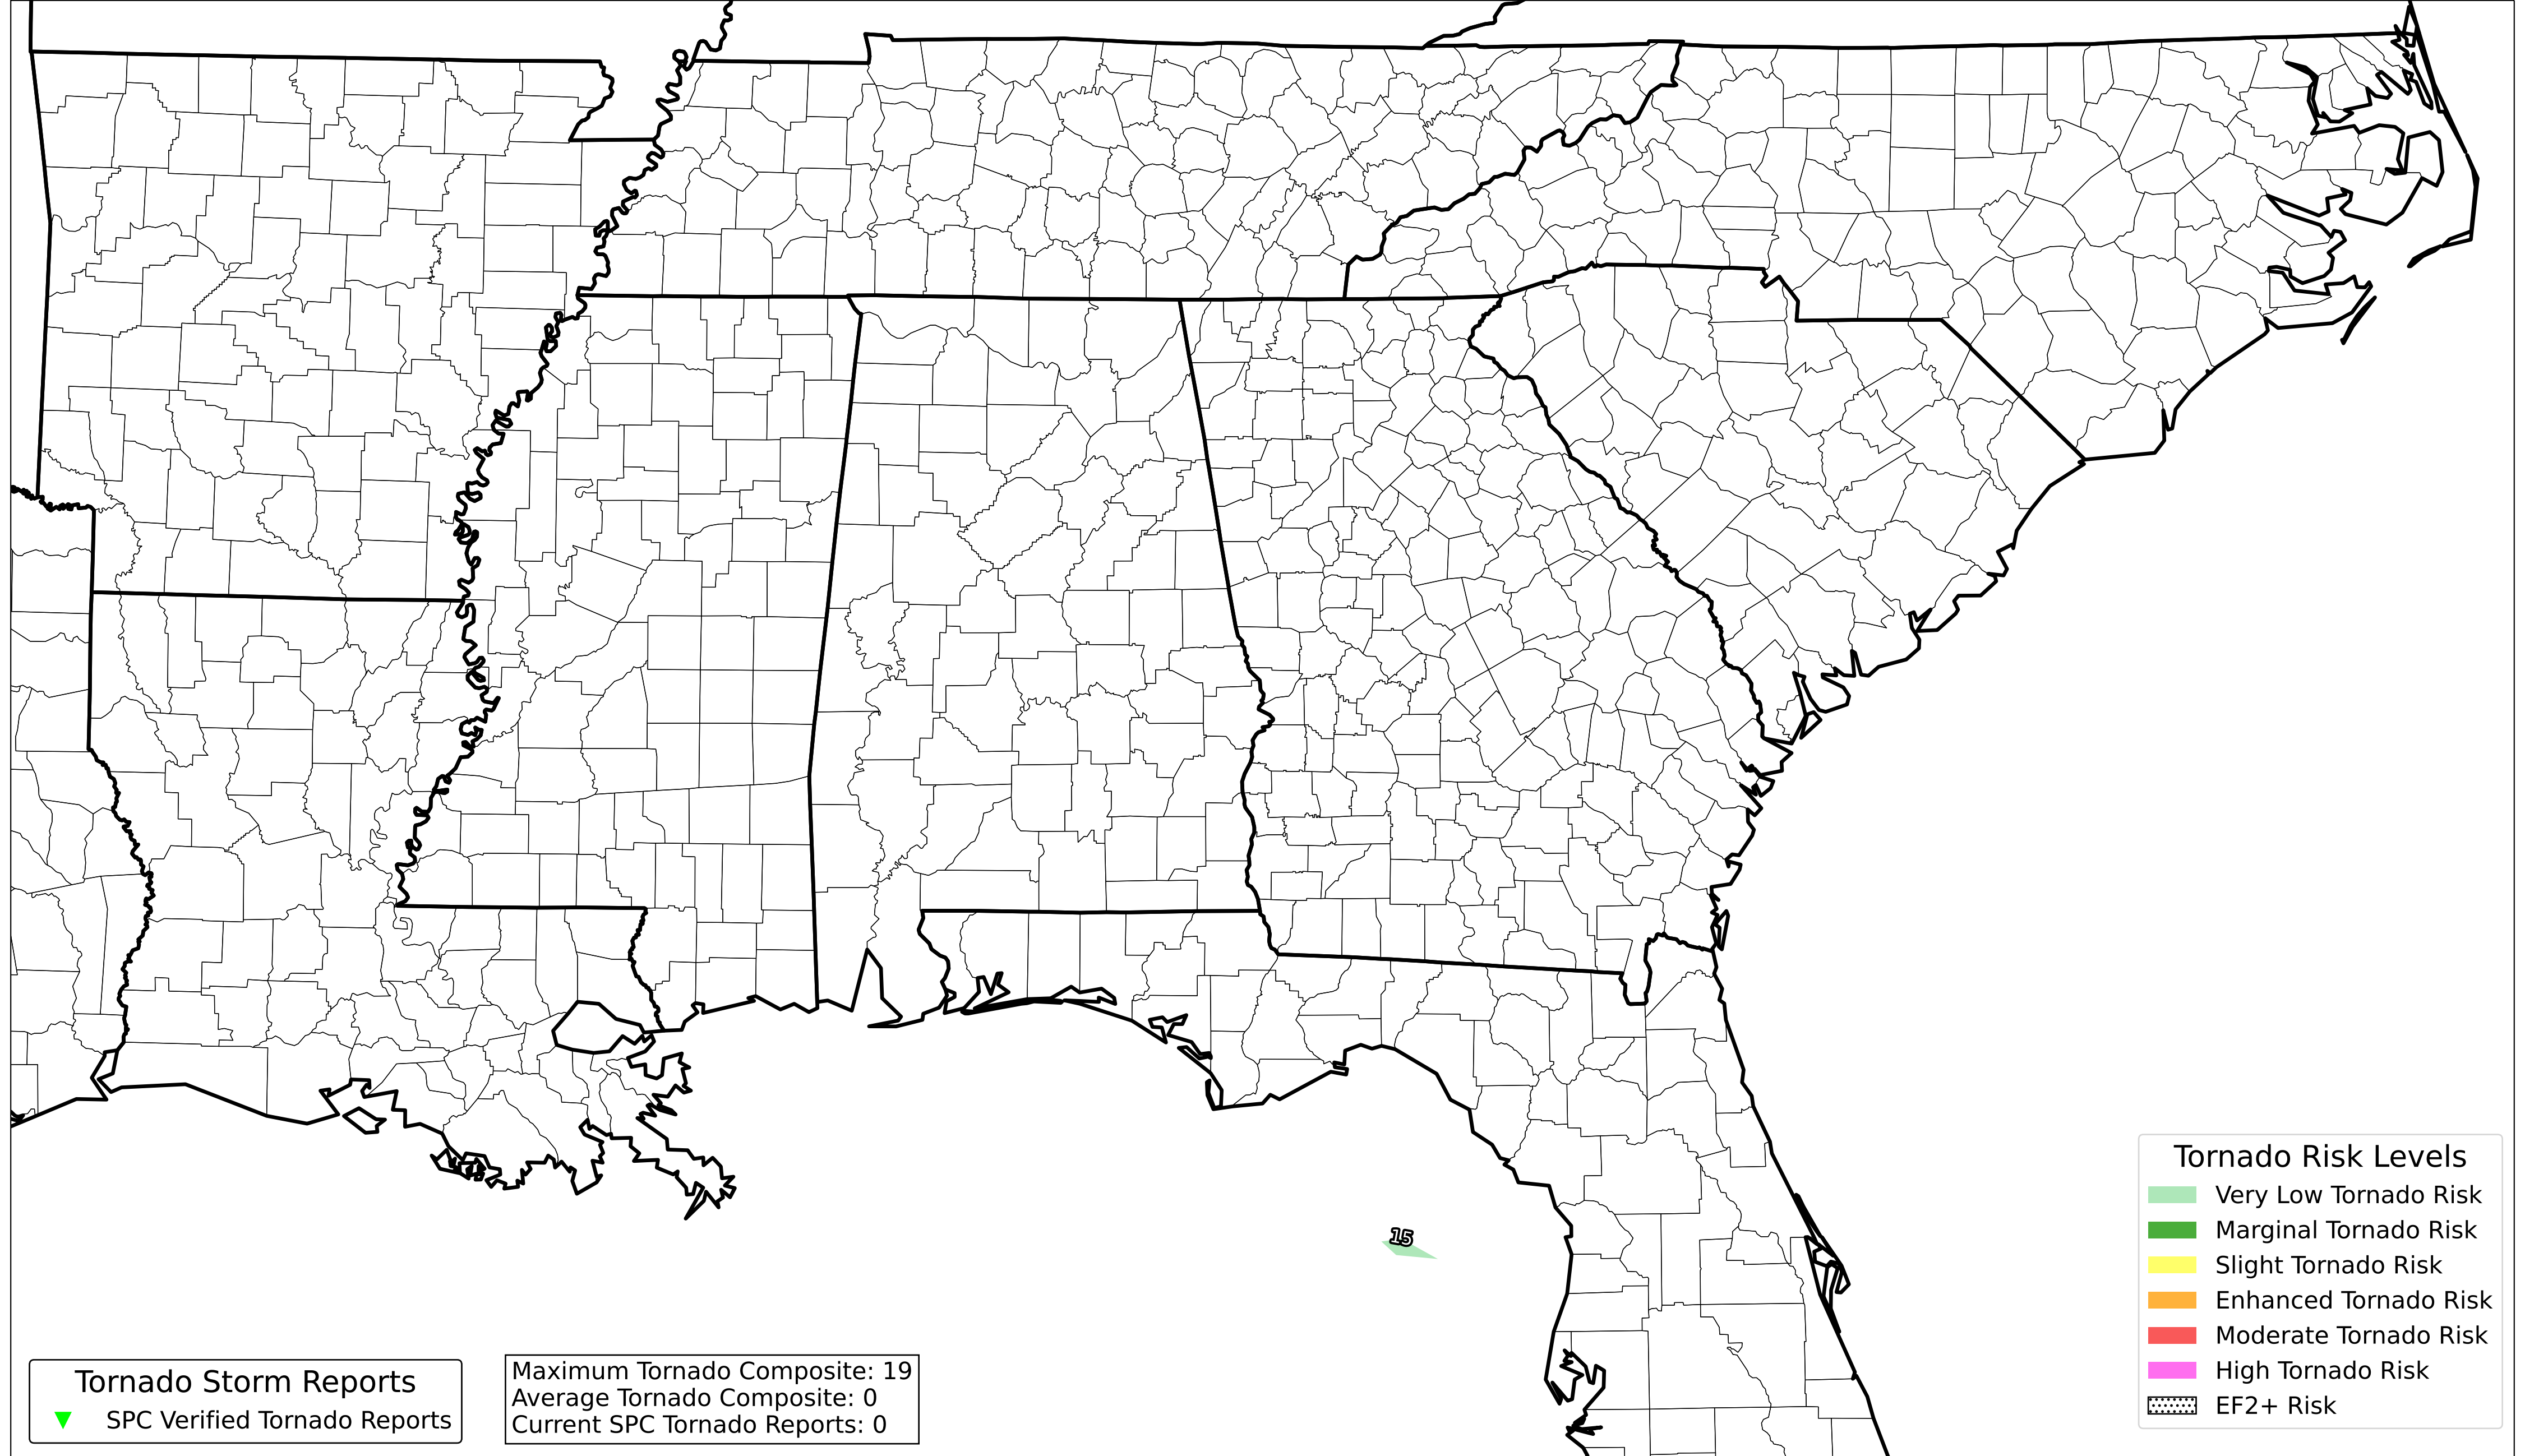 15
Tornado Risk Levels
Very Low Tornado Risk
Marginal Tornado Risk
Slight Tornado Risk
Enhanced Tornado Risk
Moderate Tornado Risk
High Tornado Risk
EF2+ Risk
Tornado Storm Reports
SPC Verified Tornado Reports
Maximum Tornado Composite: 19
Average Tornado Composite: 0
Current SPC Tornado Reports: 0